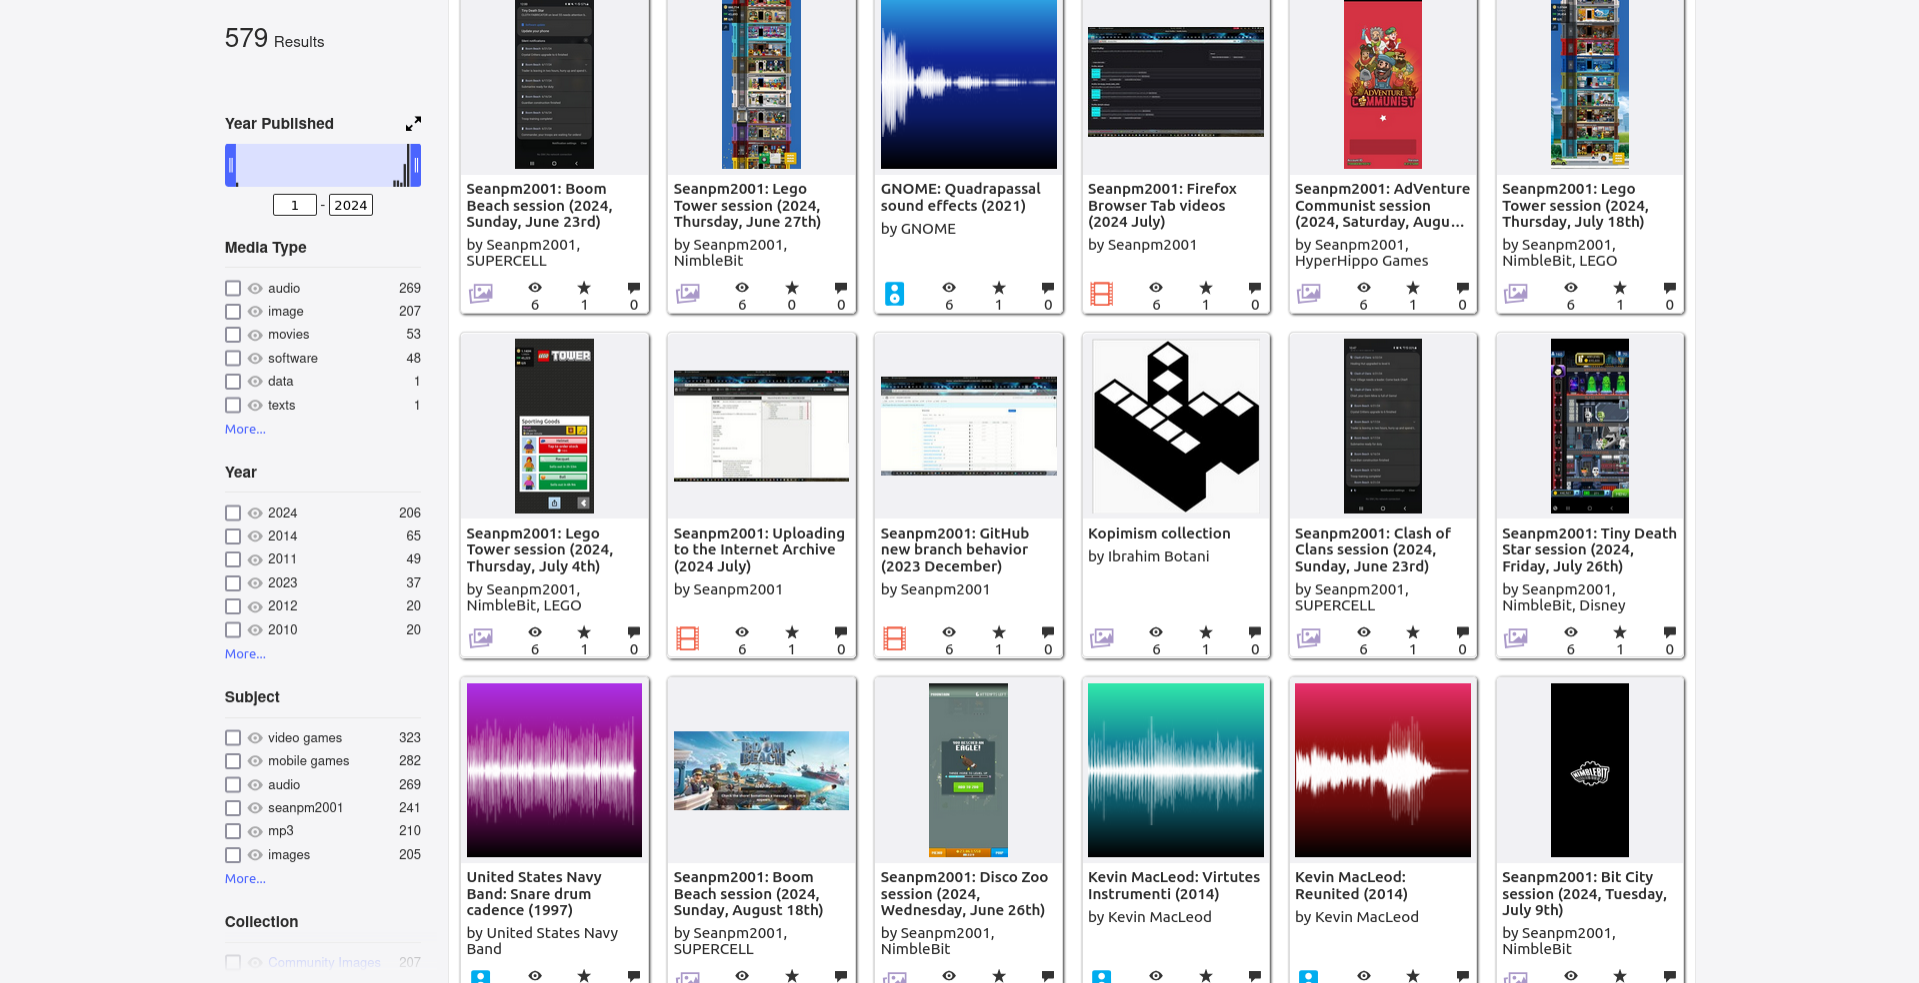 579 Results
Year Published
1 - 2024
Media Type
audio 269
image 207
movies 53
software 48
data 1
texts 1
More...
Year
2024 206
2014 65
2011 49
2023 37
2012 20
2010 20
More...
Subject
video games 323
mobile games 282
audio 269
seanpm2001 241
mp3 210
images 205
More...
Collection
Community Images 207
Seanpm2001: Boom
Beach session (2024,
Sunday, June 23rd)
by Seanpm2001,
SUPERCELL
6 1 0
Seanpm2001: Lego
Tower session (2024,
Thursday, June 27th)
by Seanpm2001,
NimbleBit
6 0 0
GNOME: Quadrapassal
sound effects (2021)
by GNOME
6 1 0
Seanpm2001: Firefox
Browser Tab videos
(2024 July)
by Seanpm2001
6 1 0
ADVENTURE
COMMUNIST
Seanpm2001: AdVenture
Communist session
(2024, Saturday, Augu...
by Seanpm2001,
HyperHippo Games
6 1 0
Seanpm2001: Lego
Tower session (2024,
Thursday, July 18th)
by Seanpm2001,
NimbleBit, LEGO
6 1 0
LEGO TOWER
Sporting Goods
Seanpm2001: Lego
Tower session (2024,
Thursday, July 4th)
by Seanpm2001,
NimbleBit, LEGO
6 1 0
Seanpm2001: Uploading
to the Internet Archive
(2024 July)
by Seanpm2001
6 1 0
Seanpm2001: GitHub
new branch behavior
(2023 December)
by Seanpm2001
6 1 0
Kopimism collection
by Ibrahim Botani
6 1 0
Seanpm2001: Clash of
Clans session (2024,
Sunday, June 23rd)
by Seanpm2001,
SUPERCELL
6 1 0
Seanpm2001: Tiny Death
Star session (2024,
Friday, July 26th)
by Seanpm2001,
NimbleBit, Disney
6 1 0
United States Navy
Band: Snare drum
cadence (1997)
by United States Navy
Band
BOOM
BEACH
Seanpm2001: Boom
Beach session (2024,
Sunday, August 18th)
by Seanpm2001,
SUPERCELL
EAGLE!
Seanpm2001: Disco Zoo
session (2024,
Wednesday, June 26th)
by Seanpm2001,
NimbleBit
Kevin MacLeod: Virtutes
Instrumenti (2014)
by Kevin MacLeod
Kevin MacLeod:
Reunited (2014)
by Kevin MacLeod
NIMBLEBIT
Seanpm2001: Bit City
session (2024, Tuesday,
July 9th)
by Seanpm2001,
NimbleBit